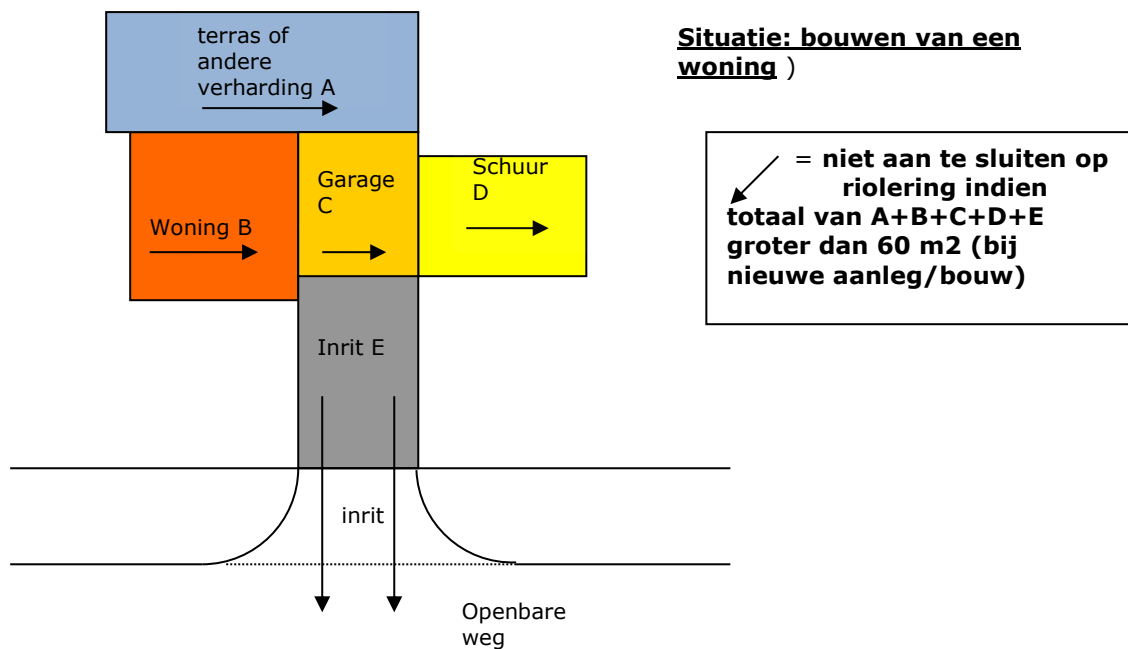 terras of
andere
verharding A
Situatie: bouwen van een
woning )
Woning B
Garage
C
Schuur
D
= niet aan te sluiten op
riolering indien
totaal van A+B+C+D+E
groter dan 60 m2 (bij
nieuwe aanleg/bouw)
Inrit E
inrit
Openbare
weg